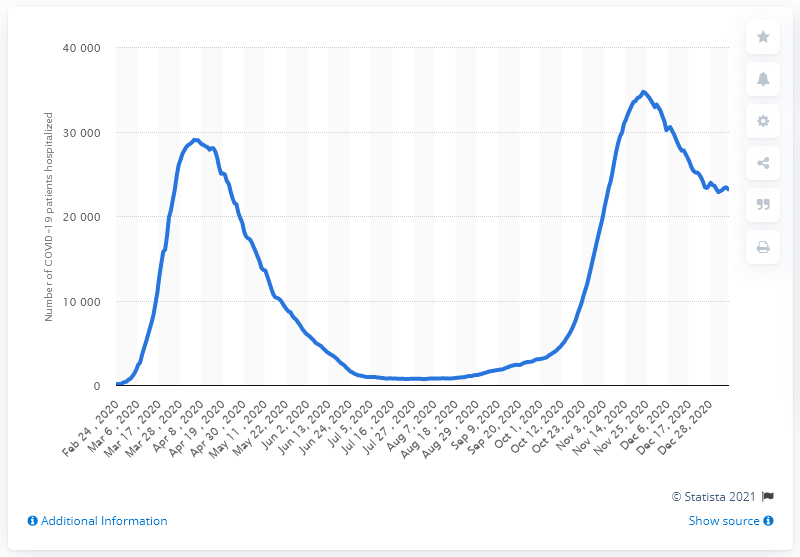 40 000
30 000
20 000
10 000
0
Number of COVID-19 patients hospitalized
Feb 24, 2020
Mar 6, 2020
Mar 17, 2020
Mar 28, 2020
Apr 8, 2020
Apr 19, 2020
Apr 30, 2020
May 11, 2020
May 22, 2020
Jun 2, 2020
Jun 13, 2020
Jun 24, 2020
Jul 5, 2020
Jul 16, 2020
Jul 27, 2020
Aug 7, 2020
Aug 18, 2020
Aug 29, 2020
Sep 9, 2020
Sep 20, 2020
Oct 1, 2020
Oct 12, 2020
Oct 23, 2020
Nov 3, 2020
Nov 14, 2020
Nov 25, 2020
Dec 6, 2020
Dec 17, 2020
Dec 28, 2020
© Statista 2021
Additional Information
Show source